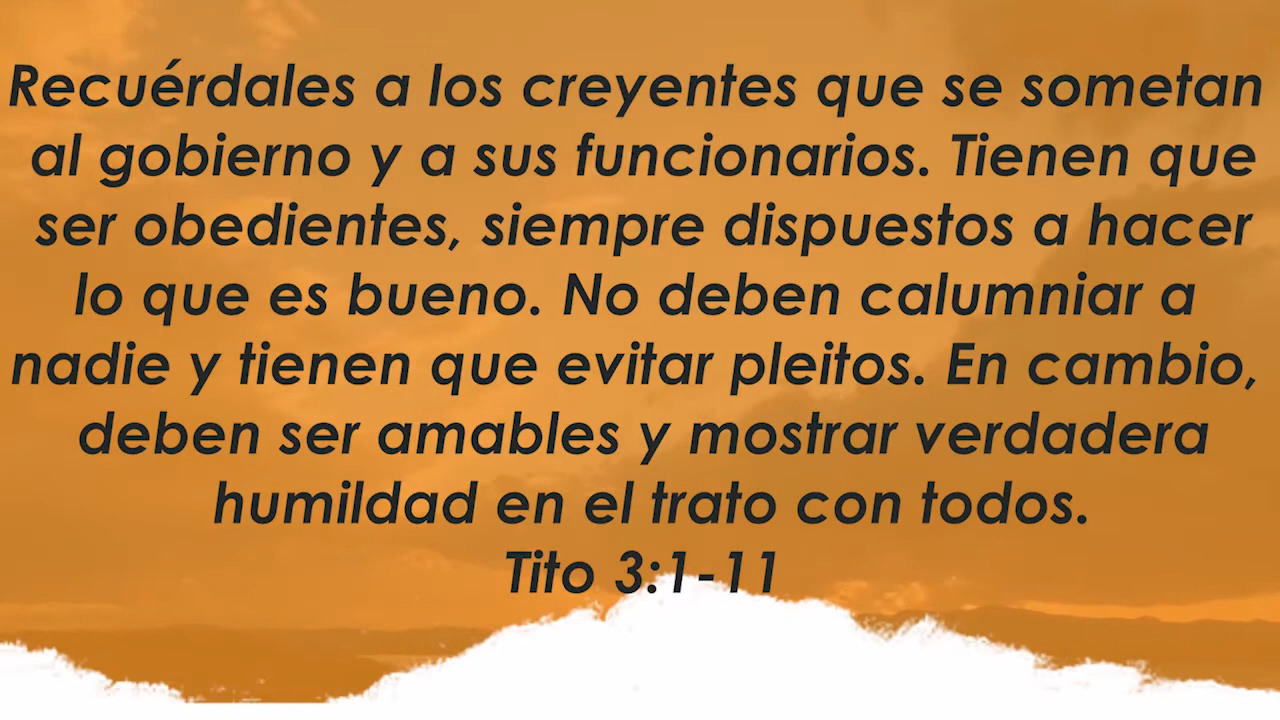 Recuérdales a los creyentes que se sometan
al gobierno y a sus funcionarios. Tienen que
ser obedientes, siempre dispuestos a hacer
lo que es bueno. No deben calumniar a
nadie y tienen que evitar pleitos. En cambio,
deben ser amables y mostrar verdadera
humildad en el trato con todos.
Tito 3:1-11